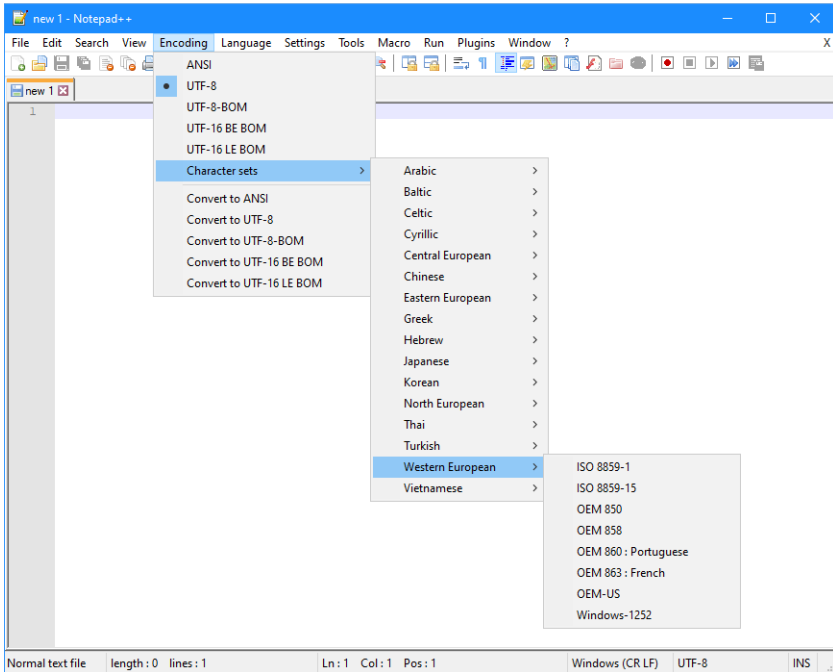 new 1 - Notepad++
File Edit Search View Encoding Language Settings Tools Macro Run Plugins Window ? X
new 1
1
ANSI
UTF-8
UTF-8-BOM
UTF-16 BE BOM
UTF-16 LE BOM
Character sets
Convert to ANSI
Convert to UTF-8
Convert to UTF-8-BOM
Convert to UTF-16 BE BOM
Convert to UTF-16 LE BOM
Arabic
Baltic
Celtic
Cyrillic
Central European
Chinese
Eastern European
Greek
Hebrew
Japanese
Korean
North European
Thai
Turkish
Western European
Vietnamese
ISO 8859-1
ISO 8859-15
OEM 850
OEM 858
OEM 860 : Portuguese
OEM 863 : French
OEM-US
Windows-1252
Normal text file length : 0 lines : 1 Ln : 1 Col : 1 Pos : 1 Windows (CR LF) UTF-8 INS